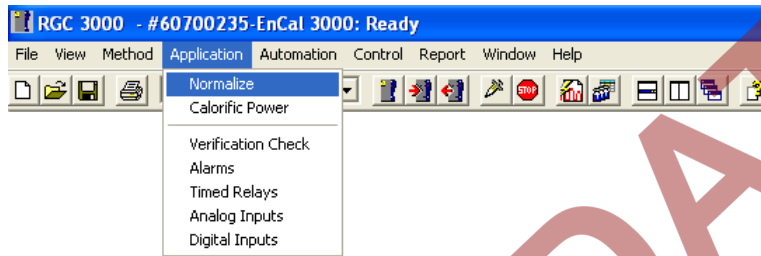 RGC 3000 - #60700235-EnCal 3000: Ready
File View Method Application Automation Control Report Window Help
STOP
Normalize
Calorific Power
Verification Check
Alarms
Timed Relays
Analog Inputs
Digital Inputs